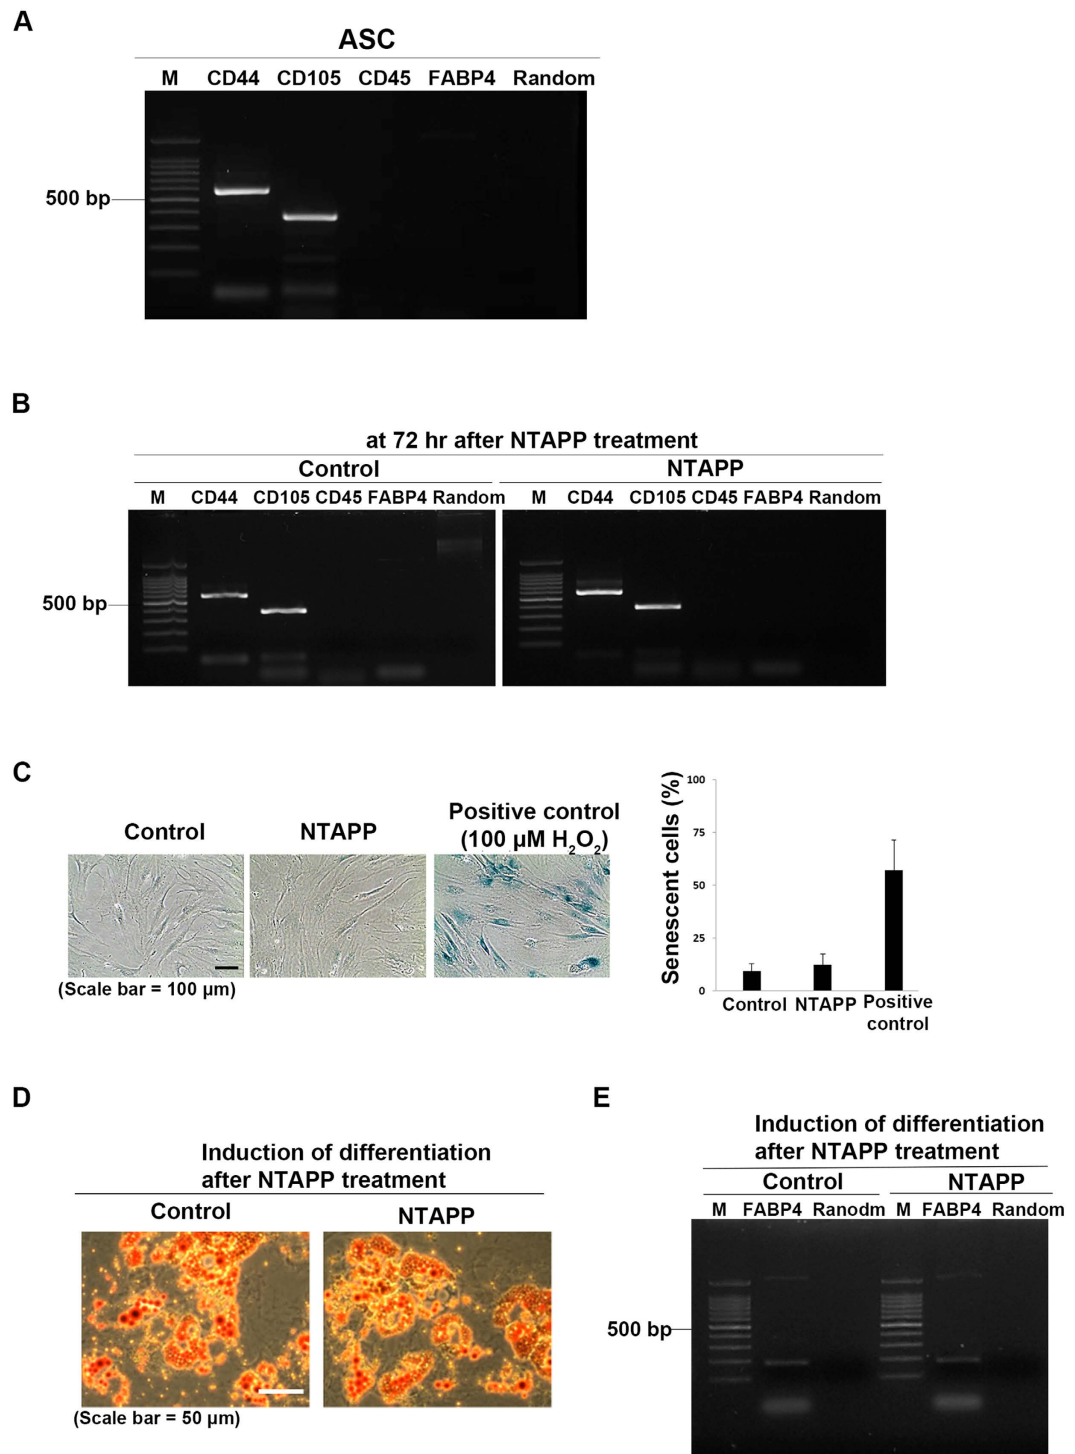 A
ASC
M CD44 CD105 CD45 FABP4 Random
500 bp
B
at 72 hr after NTAPP treatment
Control NTAPP
M CD44 CD105 CD45 FABP4 Random M CD44 CD105 CD45 FABP4 Random
500 bp
C
Control NTAPP Positive control
(100 µM H₂O₂)
(Scale bar = 100 µm)
Senescent cells (%)
100
75
50
25
0
Control NTAPP Positive
control
D
Induction of differentiation
after NTAPP treatment
Control NTAPP
(Scale bar = 50 µm)
E
Induction of differentiation
after NTAPP treatment
Control NTAPP
M FABP4 Ranodm M FABP4 Random
500 bp